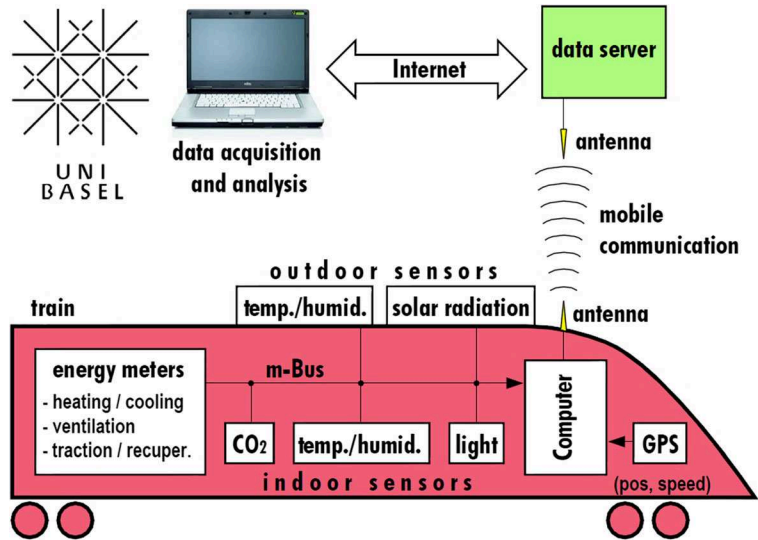 UNI
BASEL
data acquisition
and analysis
Internet
data server
antenna
mobile
communication
antenna
outdoor sensors
train
temp./humid.
solar radiation
energy meters
- heating / cooling
- ventilation
- traction / recuper.
m-Bus
CO₂
temp./humid.
light
Computer
GPS
indoor sensors
(pos, speed)